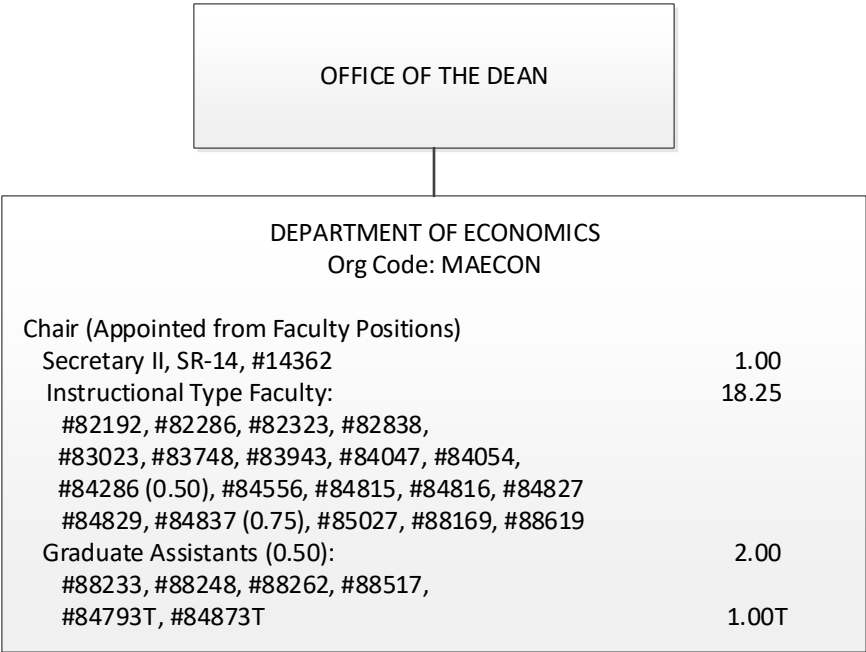 OFFICE OF THE DEAN
DEPARTMENT OF ECONOMICS
Org Code: MAECON
Chair (Appointed from Faculty Positions)
Secretary II, SR-14, #14362 1.00
Instructional Type Faculty: 18.25
#82192, #82286, #82323, #82838,
#83023, #83748, #83943, #84047, #84054,
#84286 (0.50), #84556, #84815, #84816, #84827
#84829, #84837 (0.75), #85027, #88169, #88619
Graduate Assistants (0.50): 2.00
#88233, #88248, #88262, #88517,
#84793T, #84873T 1.00T